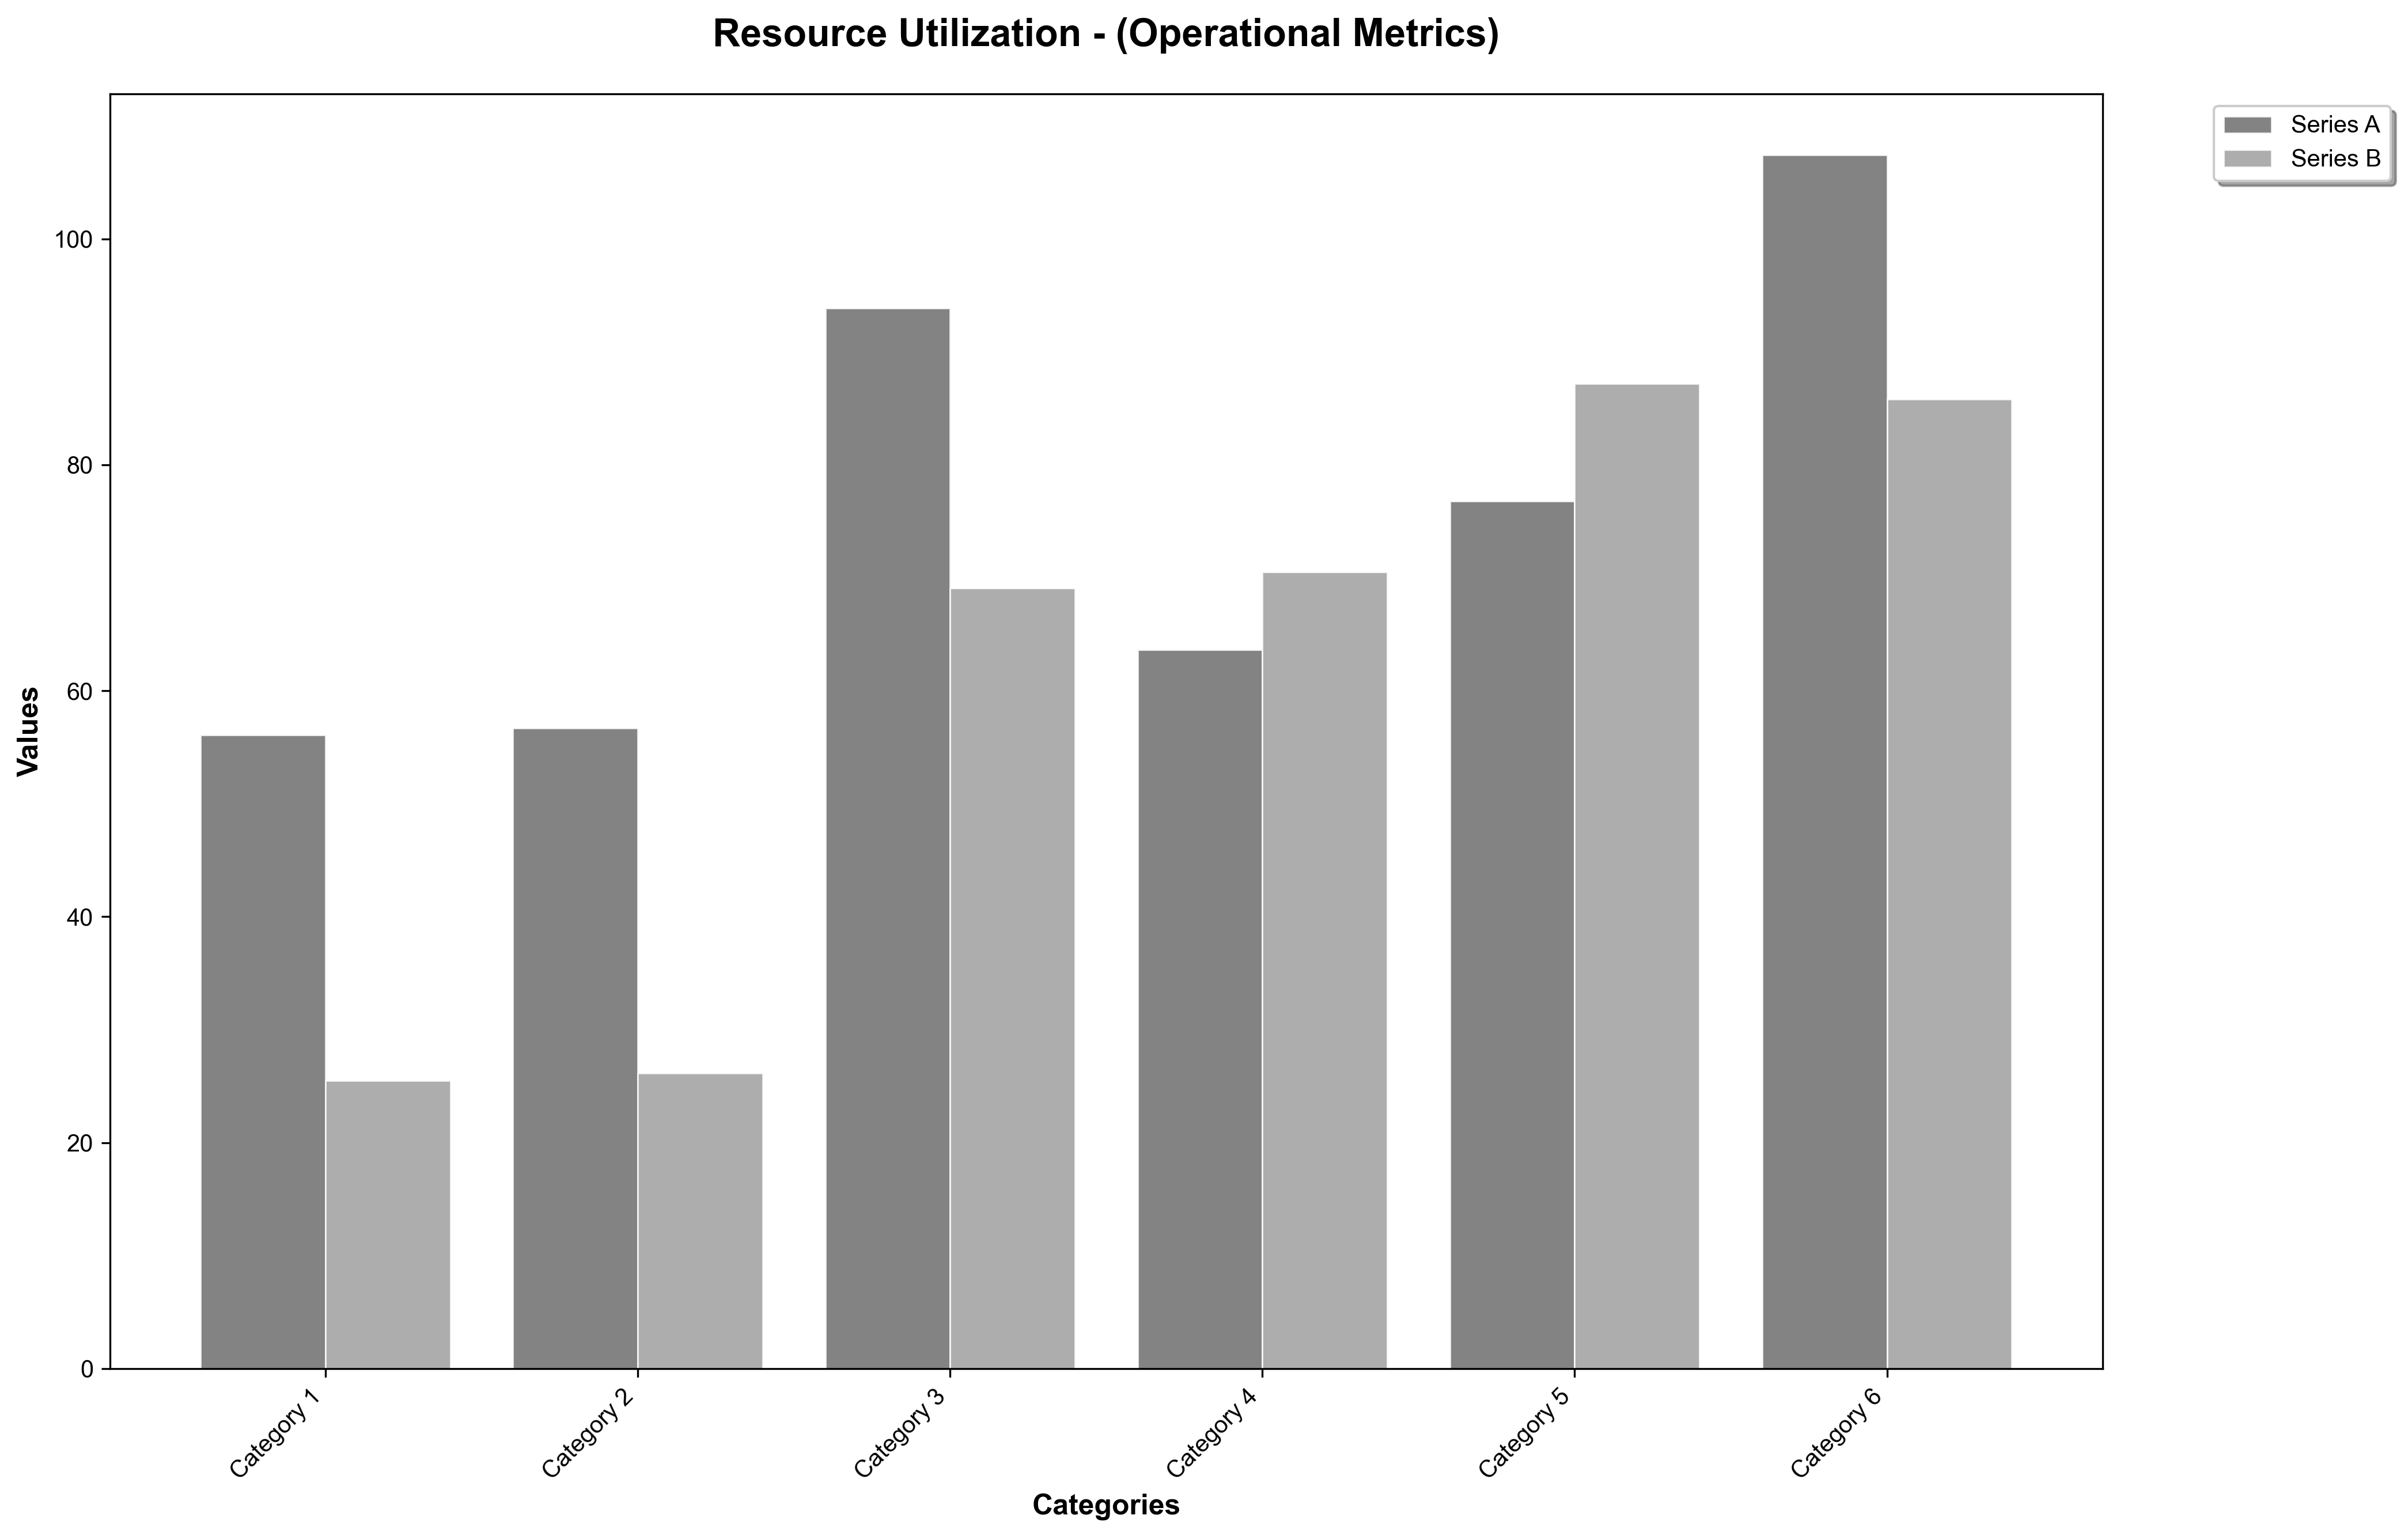 Resource Utilization - (Operational Metrics)
Series A
Series B
100
80
60
40
20
0
Values
Category 1
Category 2
Category 3
Category 4
Category 5
Category 6
Categories